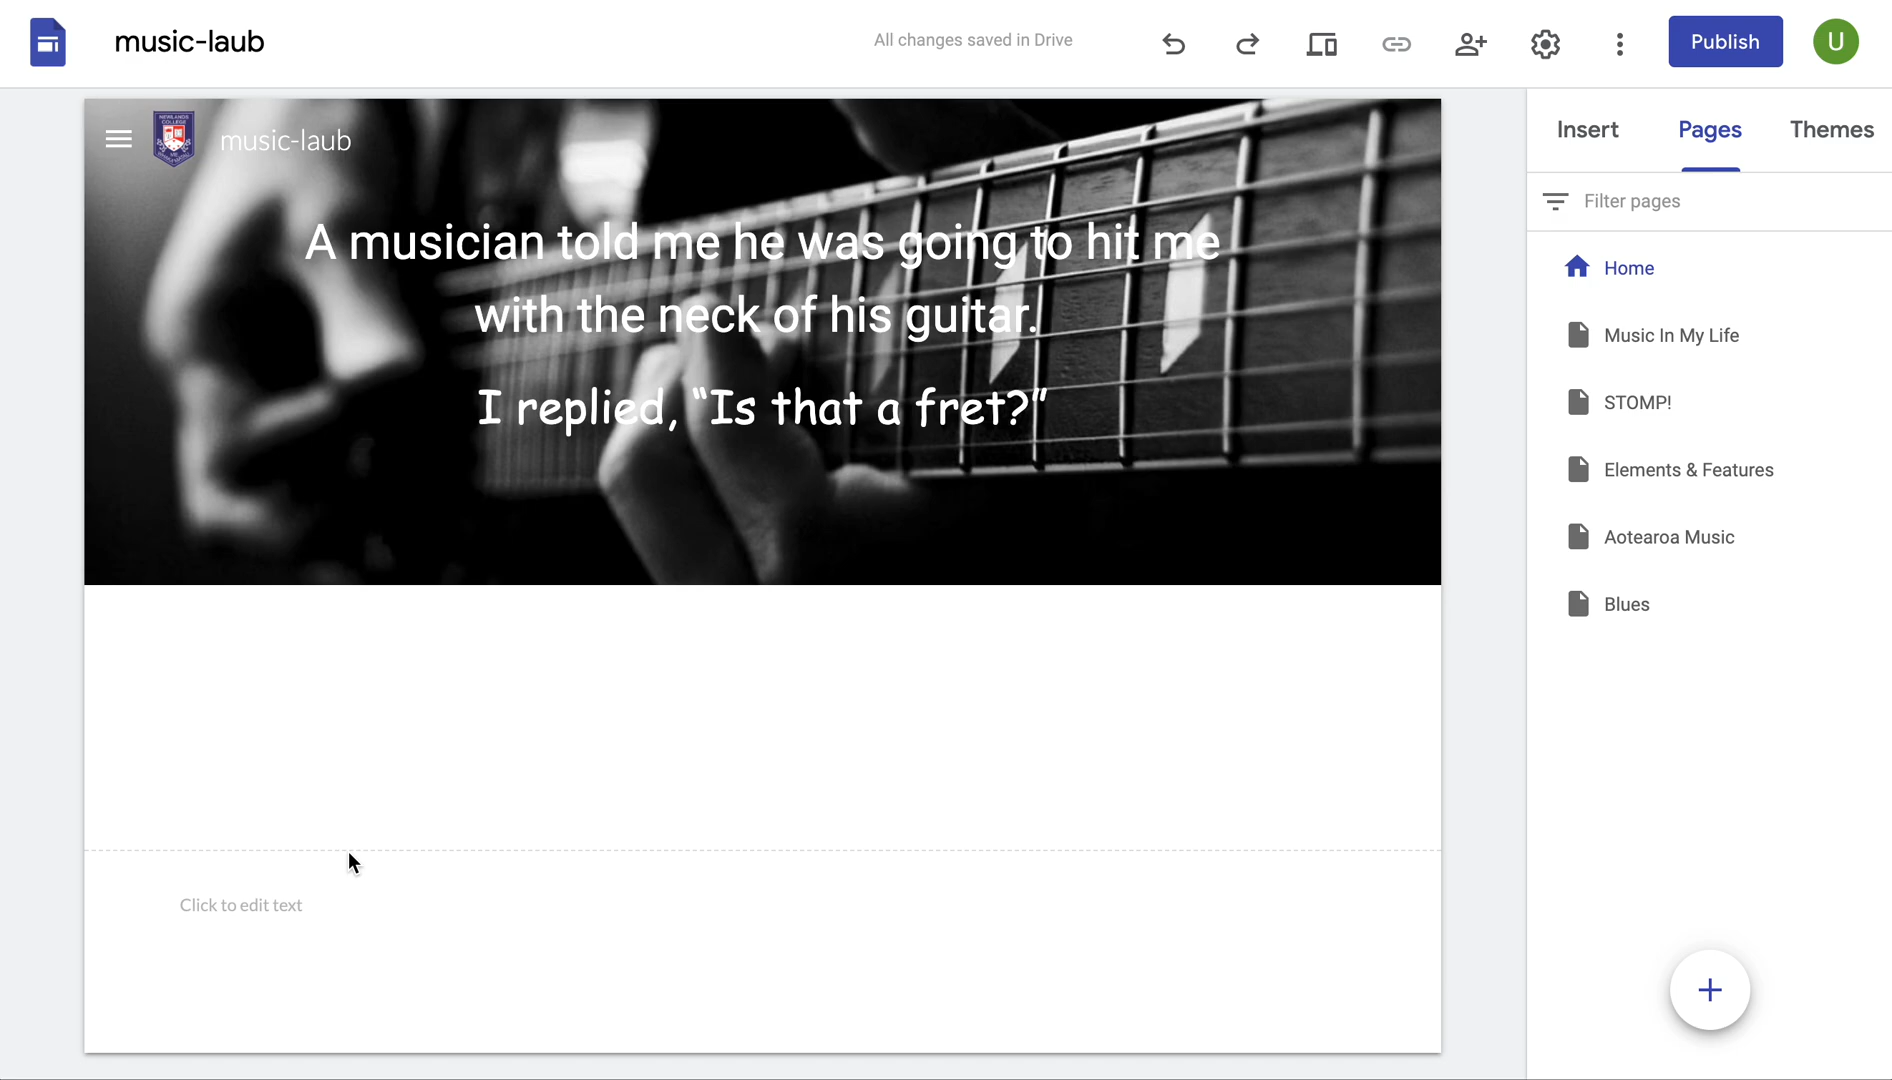 music-laub
All changes saved in Drive
Publish
U
NEWLANDS
COLLEGE
music-laub
A musician told me he was going to hit me
with the neck of his guitar.
I replied, “Is that a fret?”
Click to edit text
Insert
Pages
Themes
Filter pages
Home
Music In My Life
STOMP!
Elements & Features
Aotearoa Music
Blues